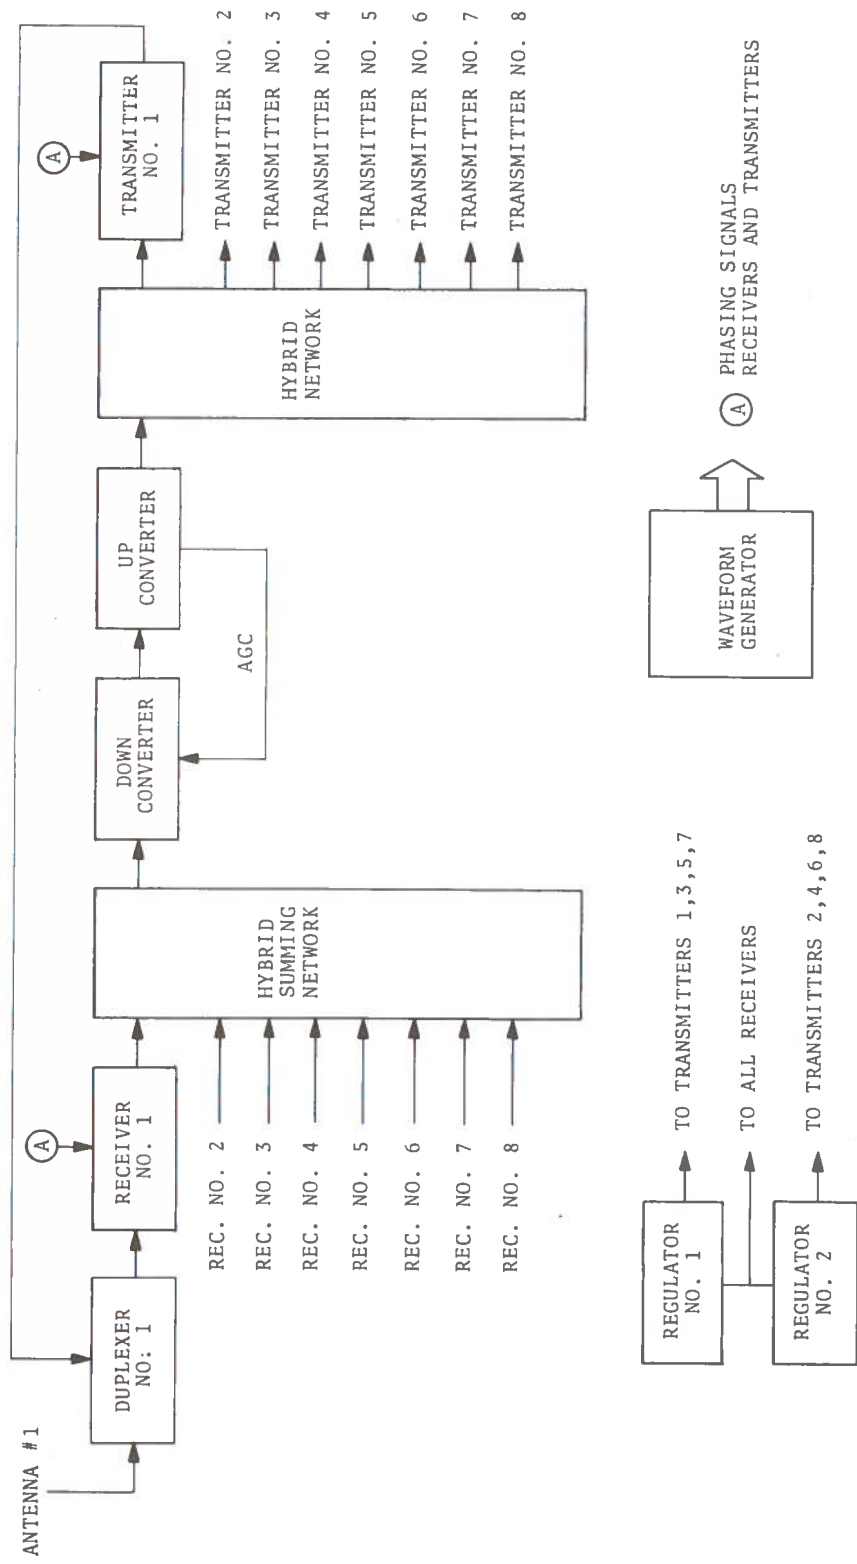 ANTENNA #1
DUPLEXER
NO: 1
A
RECEIVER
NO. 1
REC. NO. 2
REC. NO. 3
REC. NO. 4
REC. NO. 5
REC. NO. 6
REC. NO. 7
REC. NO. 8
HYBRID
SUMMING
NETWORK
DOWN
CONVERTER
AGC
UP
CONVERTER
HYBRID
NETWORK
A
TRANSMITTER
NO. 1
TRANSMITTER NO. 2
TRANSMITTER NO. 3
TRANSMITTER NO. 4
TRANSMITTER NO. 5
TRANSMITTER NO. 6
TRANSMITTER NO. 7
TRANSMITTER NO. 8
REGULATOR
NO. 1
REGULATOR
NO. 2
TO TRANSMITTERS 1,3,5,7
TO ALL RECEIVERS
TO TRANSMITTERS 2,4,6,8
WAVEFORM
GENERATOR
A PHASING SIGNALS
RECEIVERS AND TRANSMITTERS